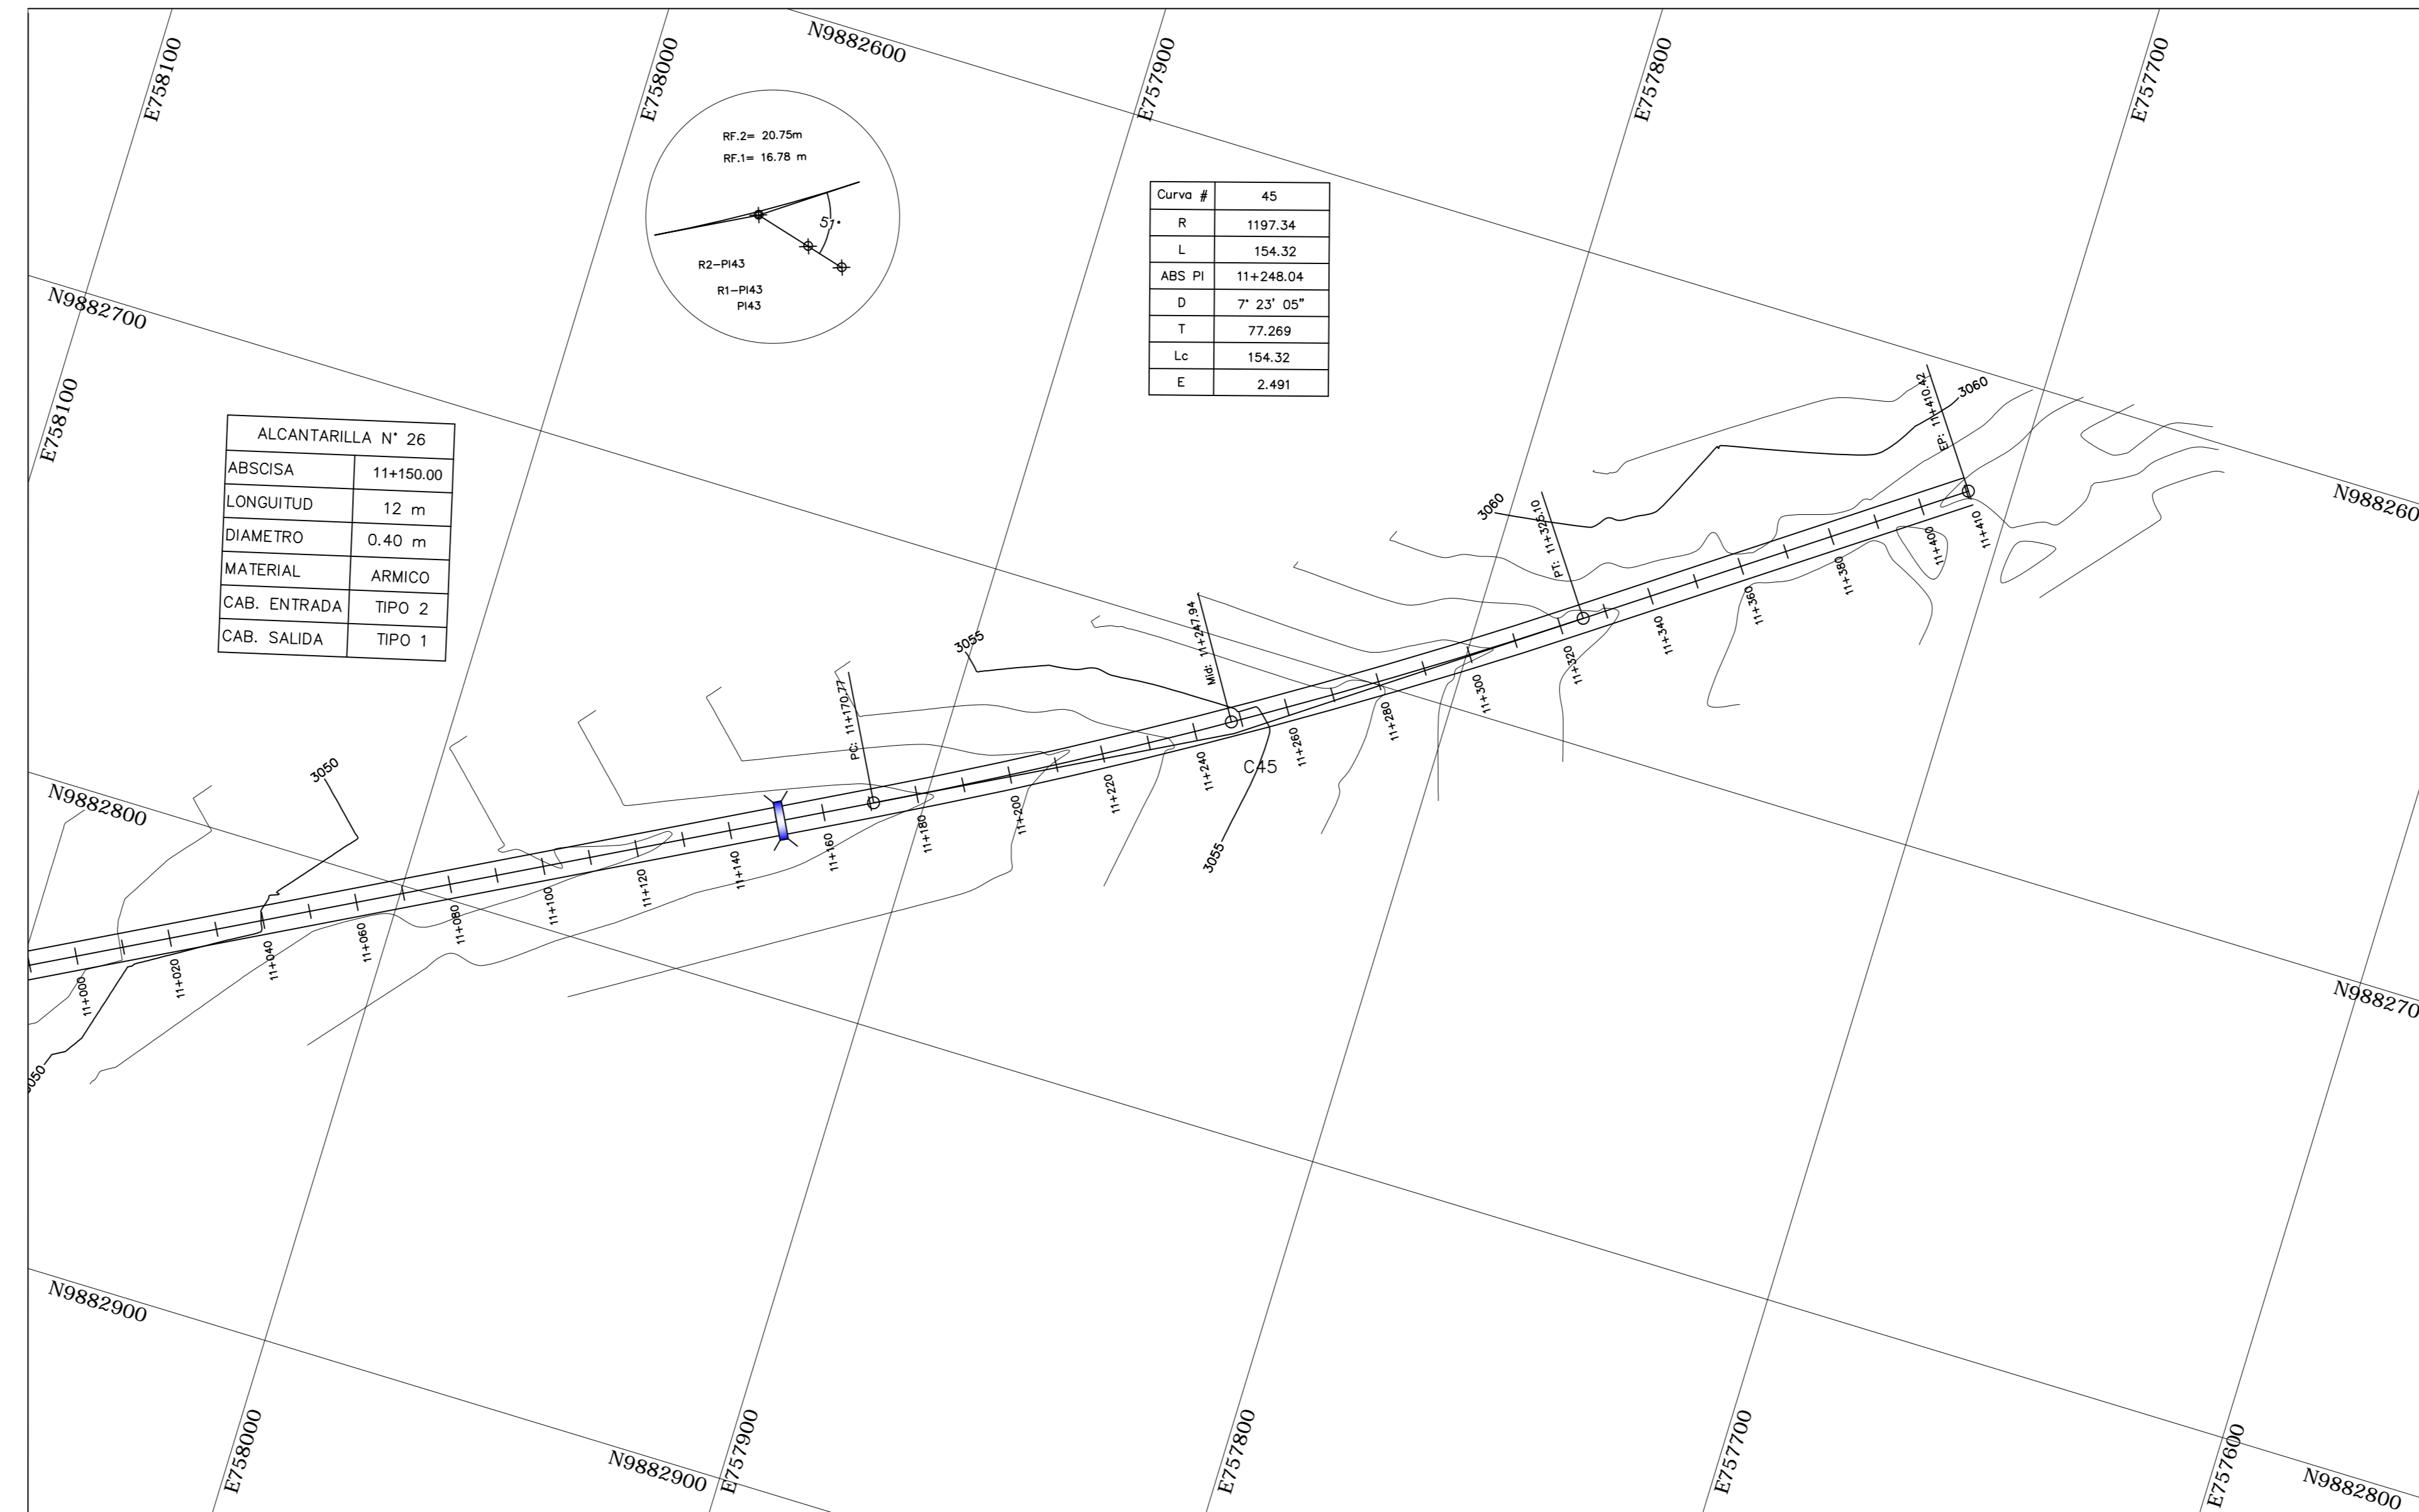 E758100
E758000
N9882600
E757900
E757800
E757700
RF.2= 20.75m
RF.1= 16.78 m
51°
R2-PI43
R1-PI43
PI43
Curva # 45
R 1197.34
L 154.32
ABS PI 11+248.04
D 7° 23' 05"
T 77.269
Lc 154.32
E 2.491
N9882700
E758100
ALCANTARILLA N° 26
ABSCISA 11+150.00
LONGUITUD 12 m
DIAMETRO 0.40 m
MATERIAL ARMICO
CAB. ENTRADA TIPO 2
CAB. SALIDA TIPO 1
EP: 11+410.42
3060
3060
PT: 11+325.10
N988260
Mid: 11+247.94
3055
PC: 11+170.77
3050
N9882800
11+000
11+020
11+040
11+060
11+080
11+100
11+120
11+140
11+160
11+180
11+200
11+220
11+240
11+260
11+280
11+300
11+320
11+340
11+360
11+380
11+400
11+410
C45
3055
3050
N988270
N9882900
E758000
N9882900
E757900
E757800
E757700
E757600
N9882800